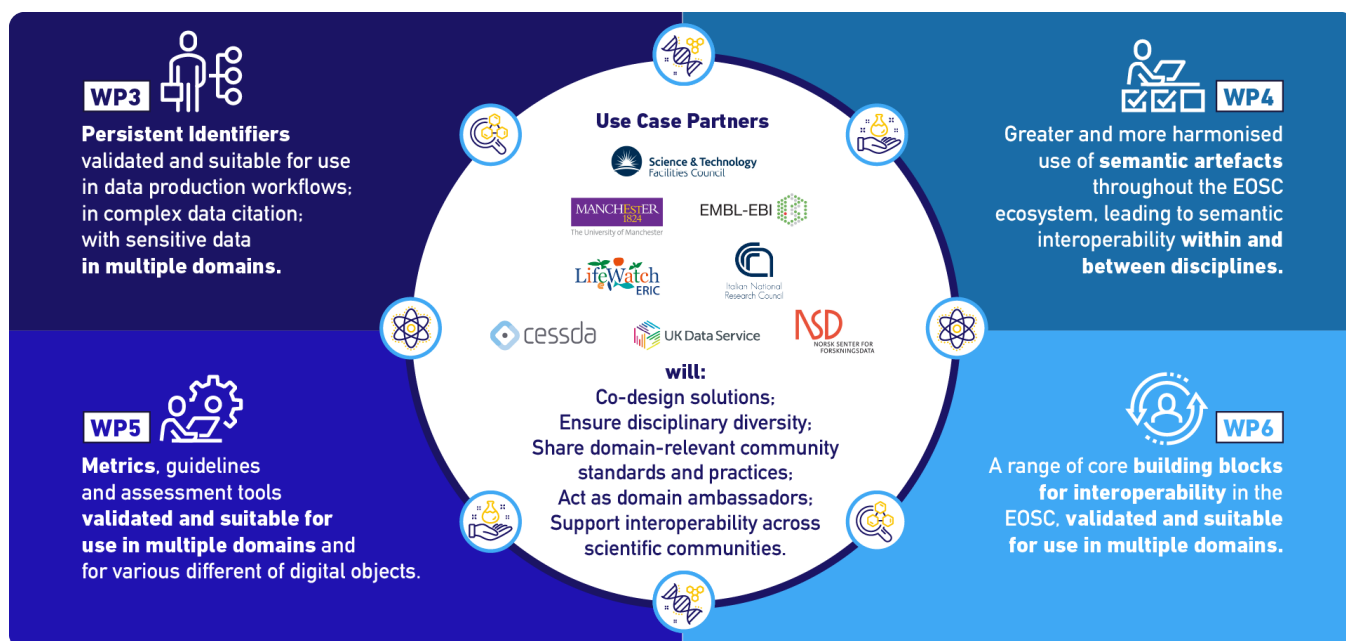 WP3
Persistent Identifiers
validated and suitable for use
in data production workflows;
in complex data citation;
with sensitive data
in multiple domains.
WP4
Greater and more harmonised
use of semantic artefacts
throughout the EOSC
ecosystem, leading to semantic
interoperability within and
between disciplines.
Use Case Partners
Science & Technology
Facilities Council
MANCHESTER
1824
The University of Manchester
EMBL-EBI
LifeWatch
ERIC
Italian National
Research Council
cessda
UK Data Service
NSD
NORSK SENTER FOR
FORSKNINGSDATA
will:
Co-design solutions;
Ensure disciplinary diversity;
Share domain-relevant community
standards and practices;
Act as domain ambassadors;
Support interoperability across
scientific communities.
WP5
Metrics, guidelines
and assessment tools
validated and suitable for
use in multiple domains and
for various different of digital objects.
WP6
A range of core building blocks
for interoperability in the
EOSC, validated and suitable
for use in multiple domains.